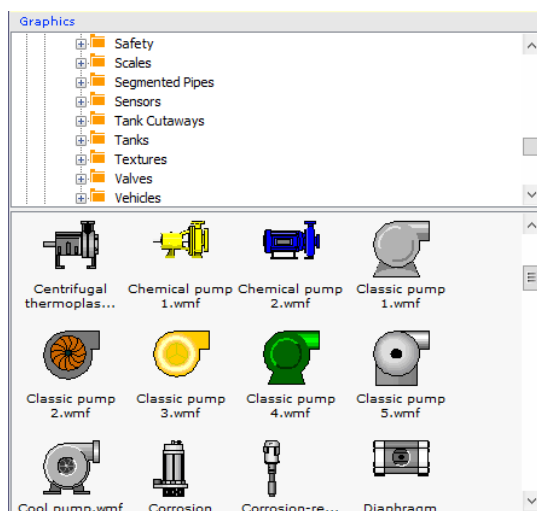 Graphics
Safety
Scales
Segmented Pipes
Sensors
Tank Cutaways
Tanks
Textures
Valves
Vehicles
Centrifugal Chemical pump Chemical pump Classic pump
thermoplas... 1.wmf 2.wmf 1.wmf
Classic pump Classic pump Classic pump Classic pump
2.wmf 3.wmf 4.wmf 5.wmf
Cool pump.wmf Corrosion Corrosion-re... Diaphragm